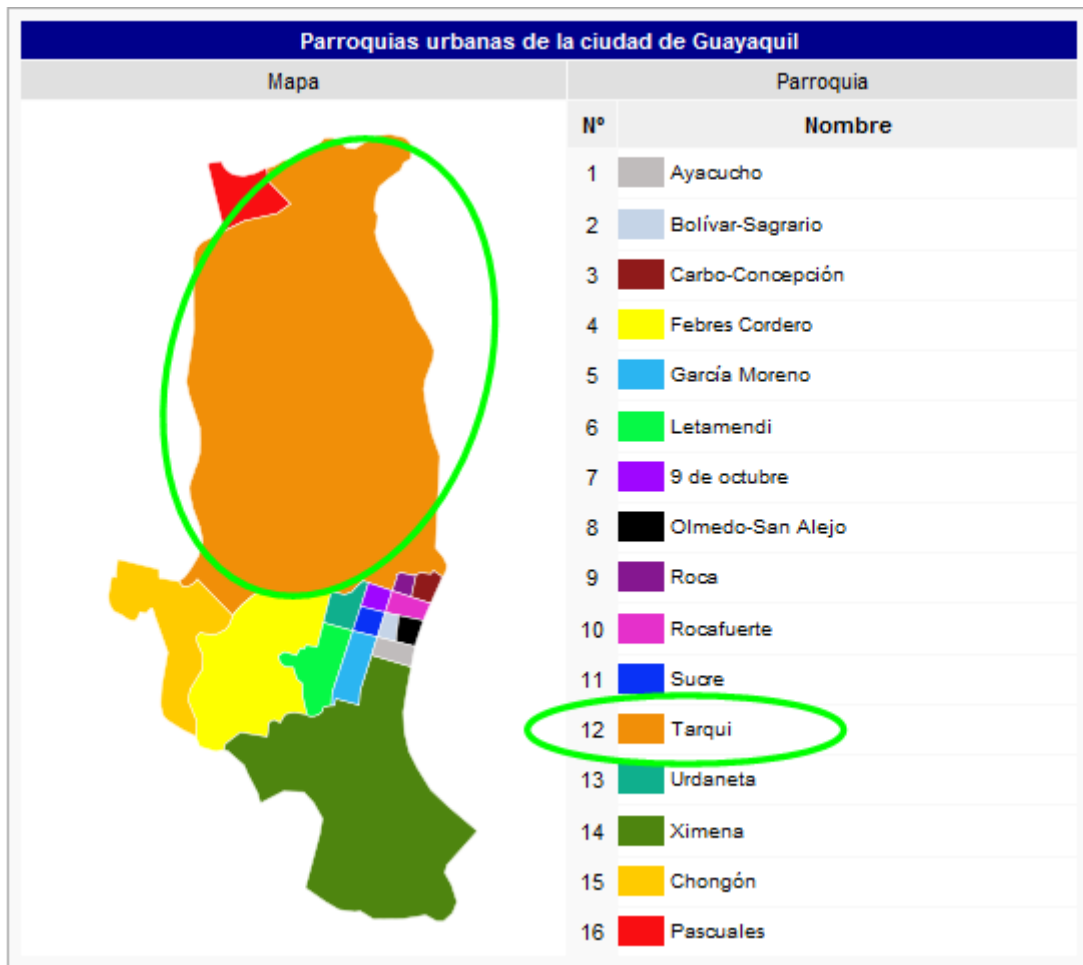 Parroquias urbanas de la ciudad de Guayaquil
Mapa Parroquia
Nº Nombre
1 Ayacucho
2 Bolívar-Sagrario
3 Carbo-Concepción
4 Febres Cordero
5 García Moreno
6 Letamendi
7 9 de octubre
8 Olmedo-San Alejo
9 Roca
10 Rocafuerte
11 Sucre
12 Tarqui
13 Urdaneta
14 Ximena
15 Chongón
16 Pascuales